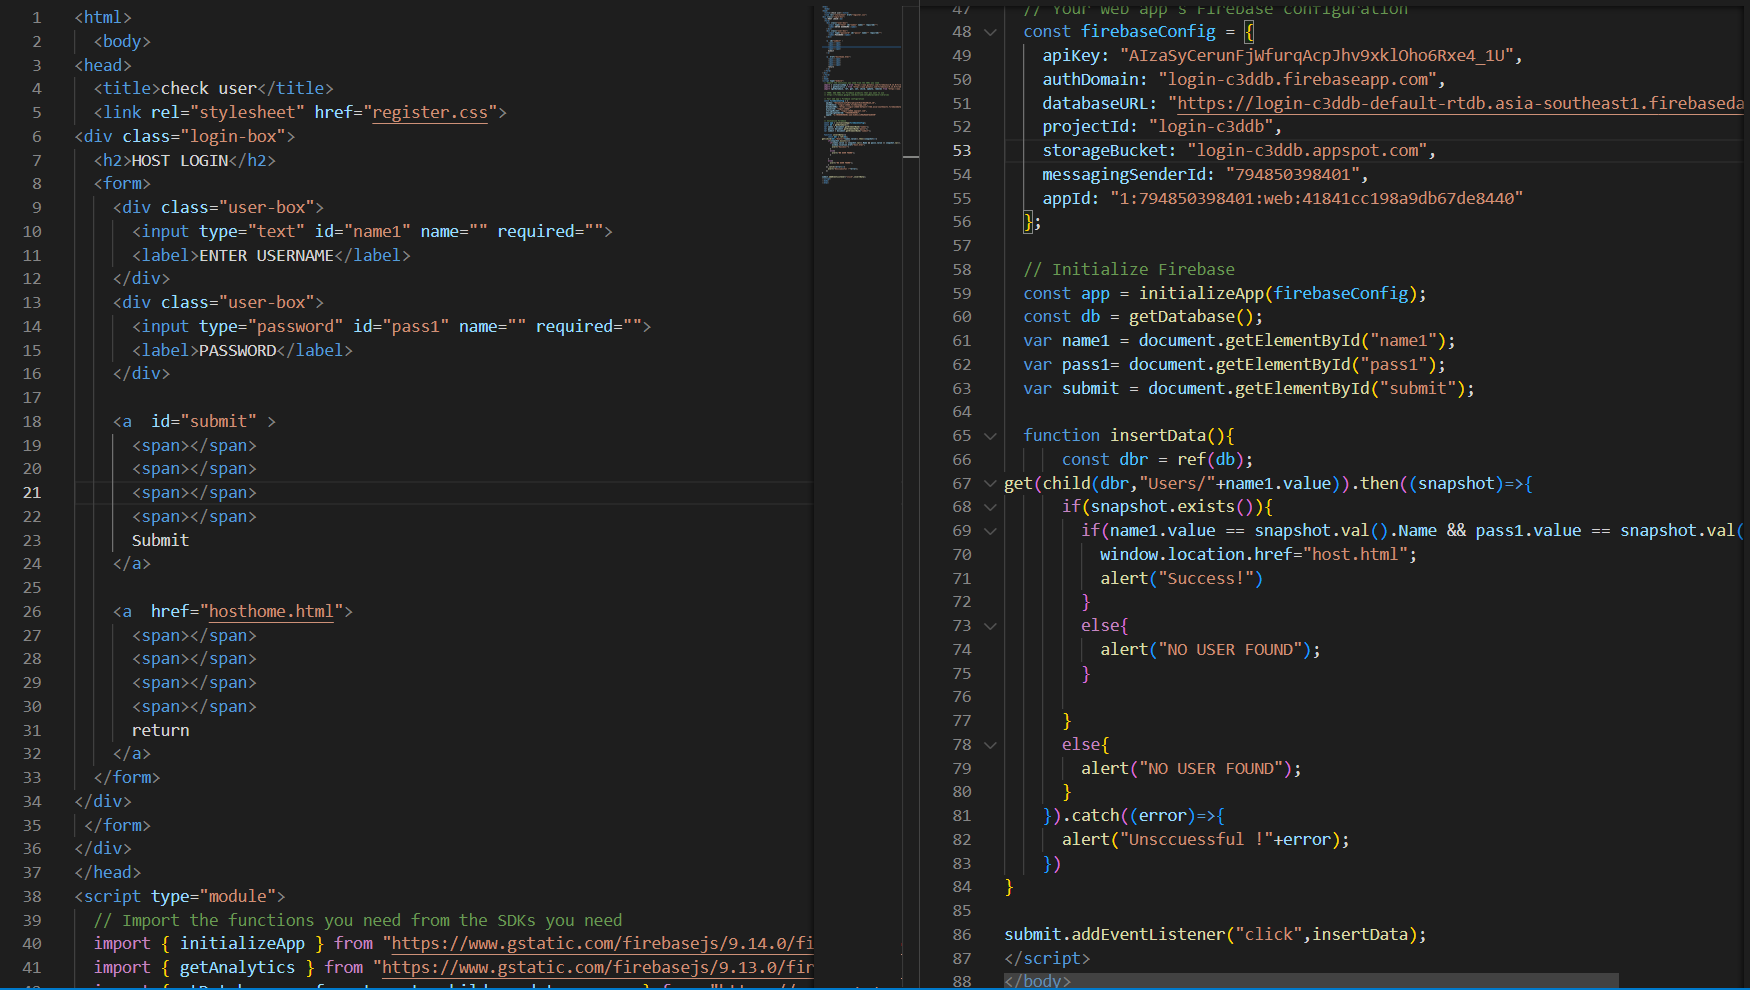 1 <html>
2 <body>
3 <head>
4 <title>check user</title>
5 <link rel="stylesheet" href="register.css">
6 <div class="login-box">
7 <h2>HOST LOGIN</h2>
8 <form>
9 <div class="user-box">
10 <input type="text" id="name1" name="" required="">
11 <label>ENTER USERNAME</label>
12 </div>
13 <div class="user-box">
14 <input type="password" id="pass1" name="" required="">
15 <label>PASSWORD</label>
16 </div>
17
18 <a  id="submit" >
19 <span></span>
20 <span></span>
21 <span></span>
22 <span></span>
23 Submit
24 </a>
25
26 <a  href="hosthome.html">
27 <span></span>
28 <span></span>
29 <span></span>
30 <span></span>
31 return
32 </a>
33 </form>
34 </div>
35 </form>
36 </div>
37 </head>
38 <script type="module">
39 // Import the functions you need from the SDKs you need
40 import { initializeApp } from "https://www.gstatic.com/firebasejs/9.14.0/fi
41 import { getAnalytics } from "https://www.gstatic.com/firebasejs/9.13.0/fir
47 // Your web app's Firebase configuration
48 const firebaseConfig = {
49 apiKey: "AIzaSyCerunFjWfurqAcpJhv9xklOho6Rxe4_1U",
50 authDomain: "login-c3ddb.firebaseapp.com",
51 databaseURL: "https://login-c3ddb-default-rtdb.asia-southeast1.firebaseda
52 projectId: "login-c3ddb",
53 storageBucket: "login-c3ddb.appspot.com",
54 messagingSenderId: "794850398401",
55 appId: "1:794850398401:web:41841cc198a9db67de8440"
56 };
57
58 // Initialize Firebase
59 const app = initializeApp(firebaseConfig);
60 const db = getDatabase();
61 var name1 = document.getElementById("name1");
62 var pass1= document.getElementById("pass1");
63 var submit = document.getElementById("submit");
64
65 function insertData(){
66 const dbr = ref(db);
67 get(child(dbr,"Users/"+name1.value)).then((snapshot)=>{
68 if(snapshot.exists()){
69 if(name1.value == snapshot.val().Name && pass1.value == snapshot.val(
70 window.location.href="host.html";
71 alert("Success!")
72 }
73 else{
74 alert("NO USER FOUND");
75 }
76
77 }
78 else{
79 alert("NO USER FOUND");
80 }
81 }).catch((error)=>{
82 alert("Unsccuessful !"+error);
83 })
84 }
85
86 submit.addEventListener("click",insertData);
87 </script>
88 </body>